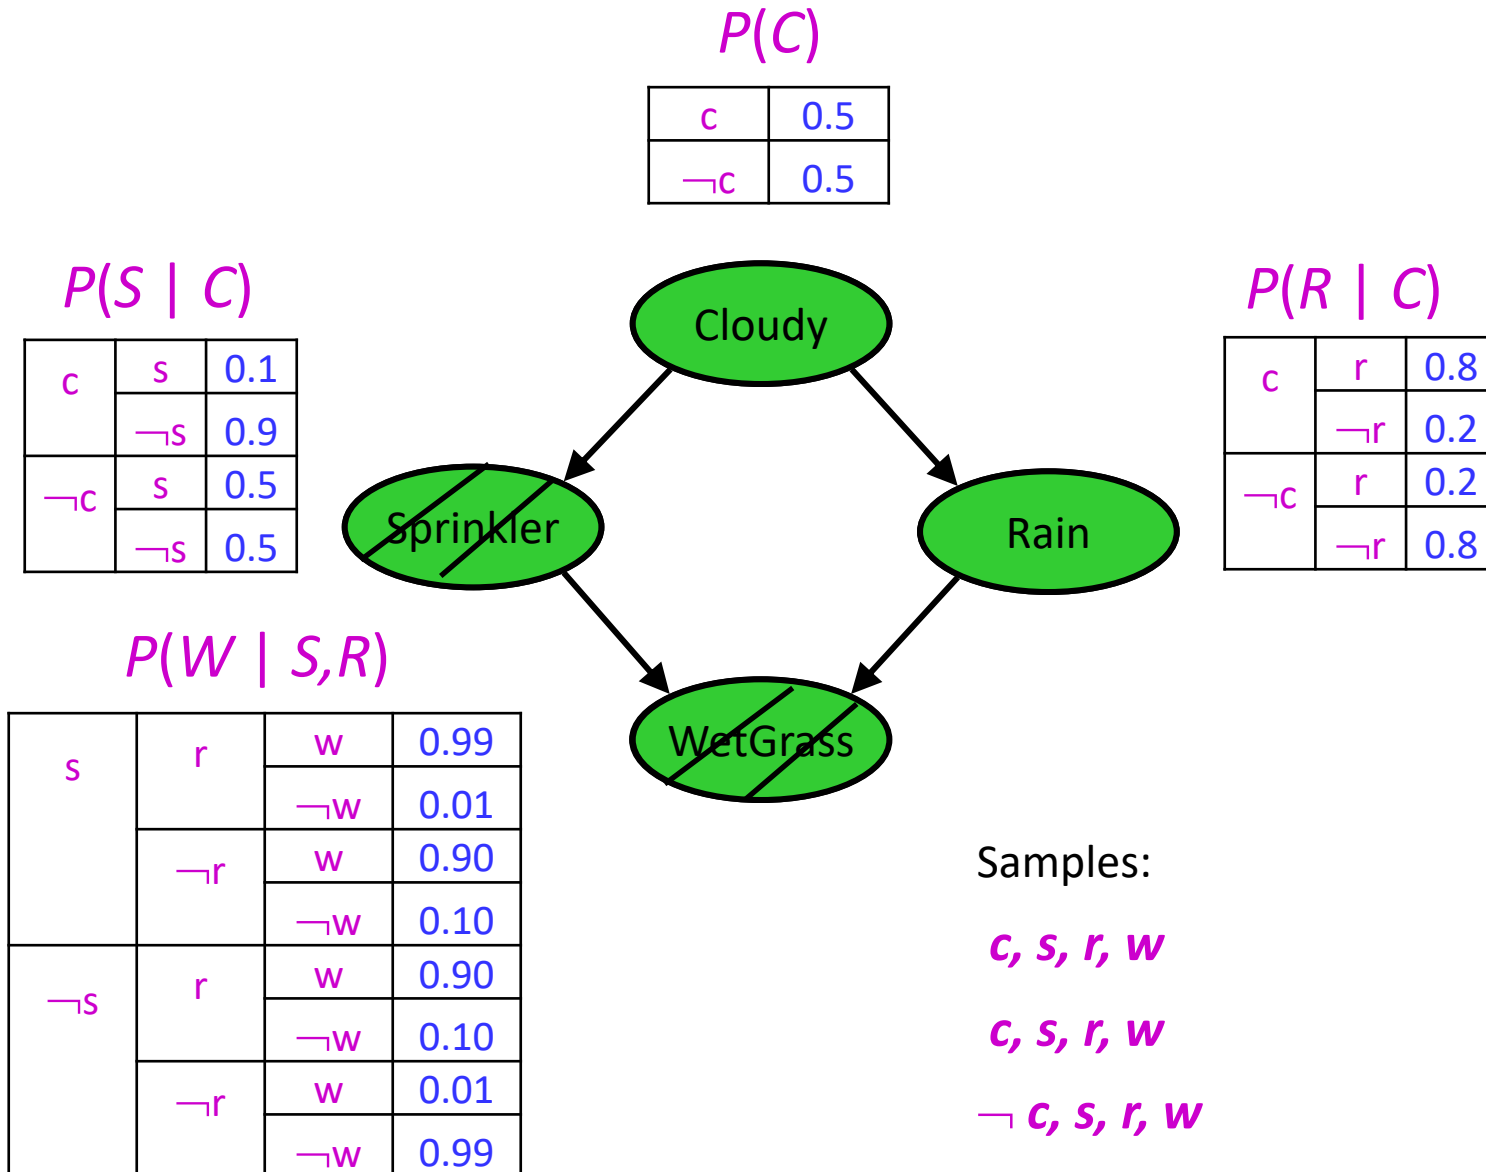 P(C)
c 0.5
¬c 0.5
P(S | C)
c s 0.1
¬s 0.9
¬c s 0.5
¬s 0.5
Cloudy
P(R | C)
c r 0.8
¬r 0.2
¬c r 0.2
¬r 0.8
Sprinkler
Rain
P(W | S,R)
s r w 0.99
¬w 0.01
¬r w 0.90
¬w 0.10
¬s r w 0.90
¬w 0.10
¬r w 0.01
¬w 0.99
WetGrass
Samples:
c, s, r, w
c, s, r, w
¬ c, s, r, w